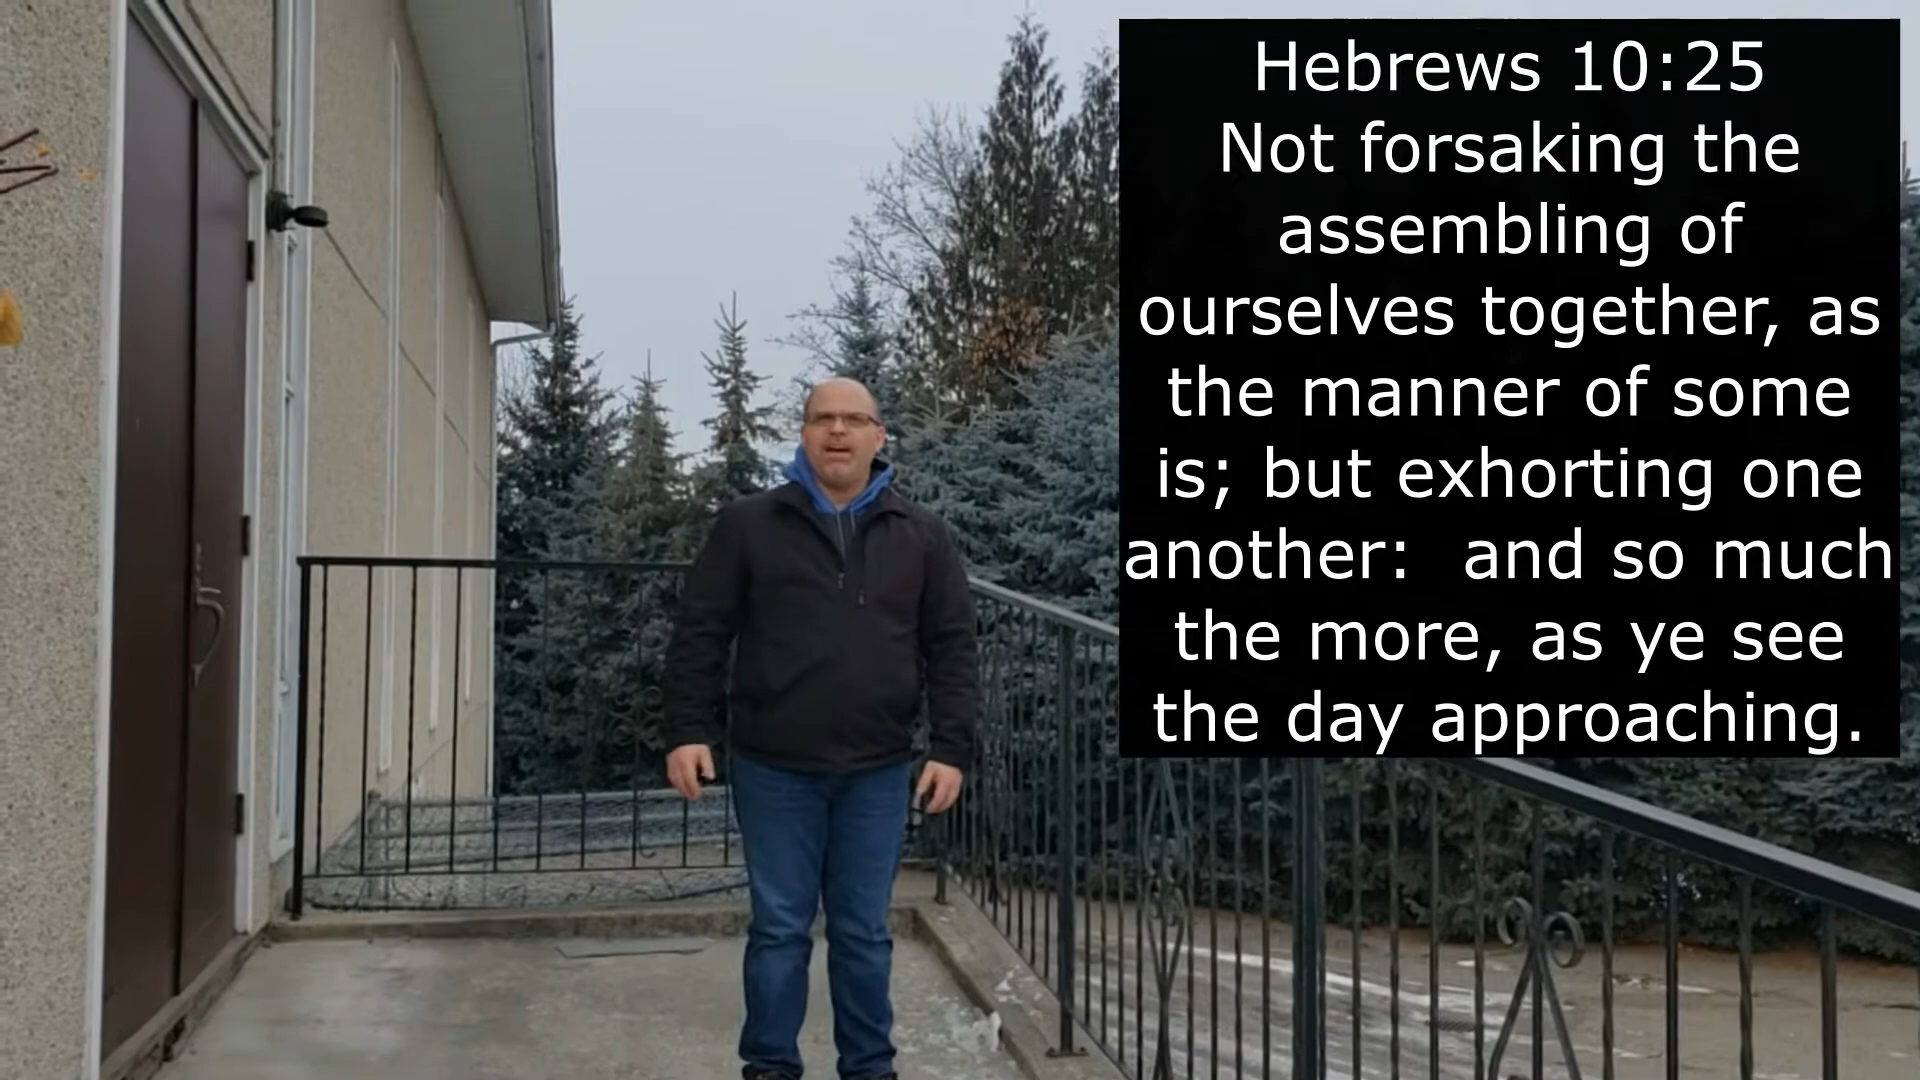 Hebrews 10:25
Not forsaking the
assembling of
ourselves together, as
the manner of some
is; but exhorting one
another:  and so much
the more, as ye see
the day approaching.